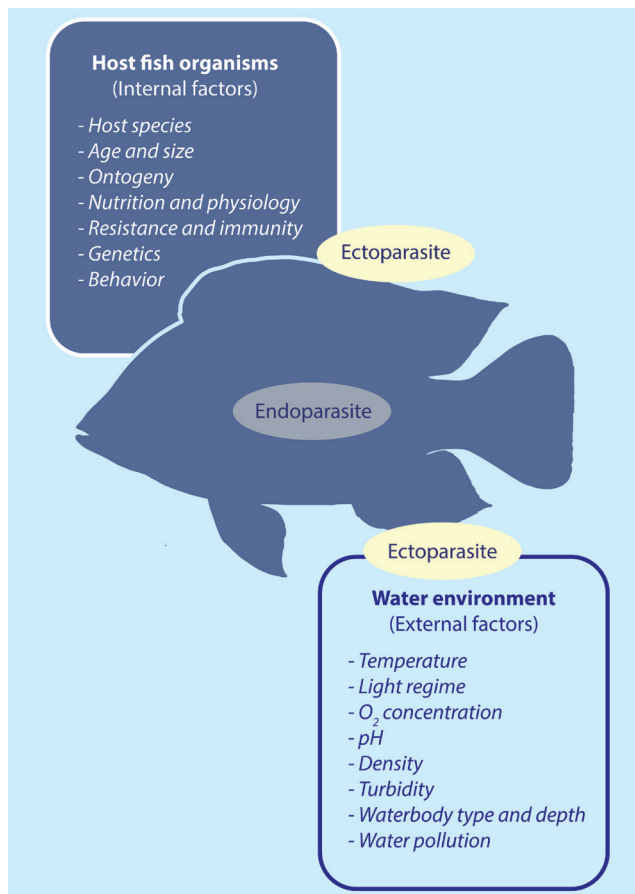 Host fish organisms
(Internal factors)
- Host species
- Age and size
- Ontogeny
- Nutrition and physiology
- Resistance and immunity
- Genetics
- Behavior
Ectoparasite
Endoparasite
Ectoparasite
Water environment
(External factors)
- Temperature
- Light regime
- O₂ concentration
- pH
- Density
- Turbidity
- Waterbody type and depth
- Water pollution